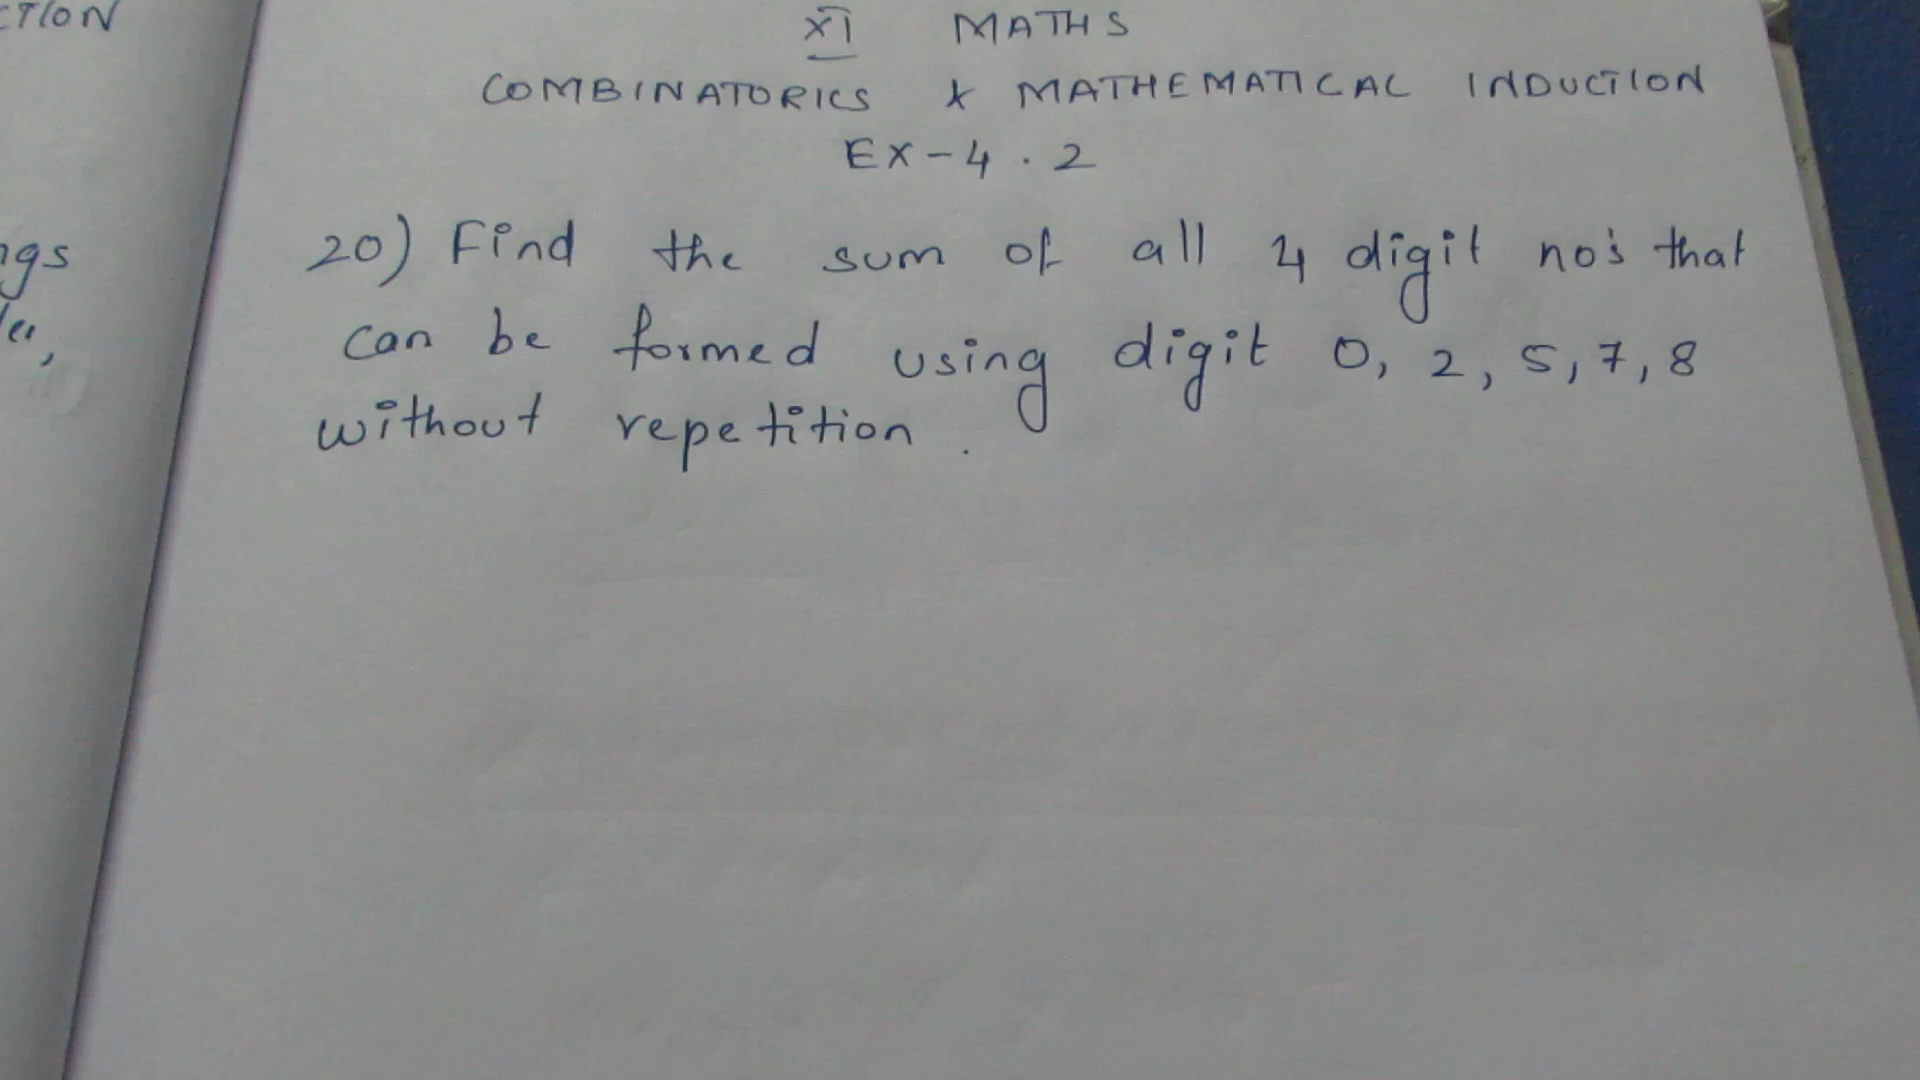 CTION
ngs
XI MATHS
COMBINATORICS & MATHEMATICAL INDUCTION
EX-4.2
20) Find the sum of all 4 digit no's that
can be formed using digit 0, 2, 5, 7, 8
without repetition.